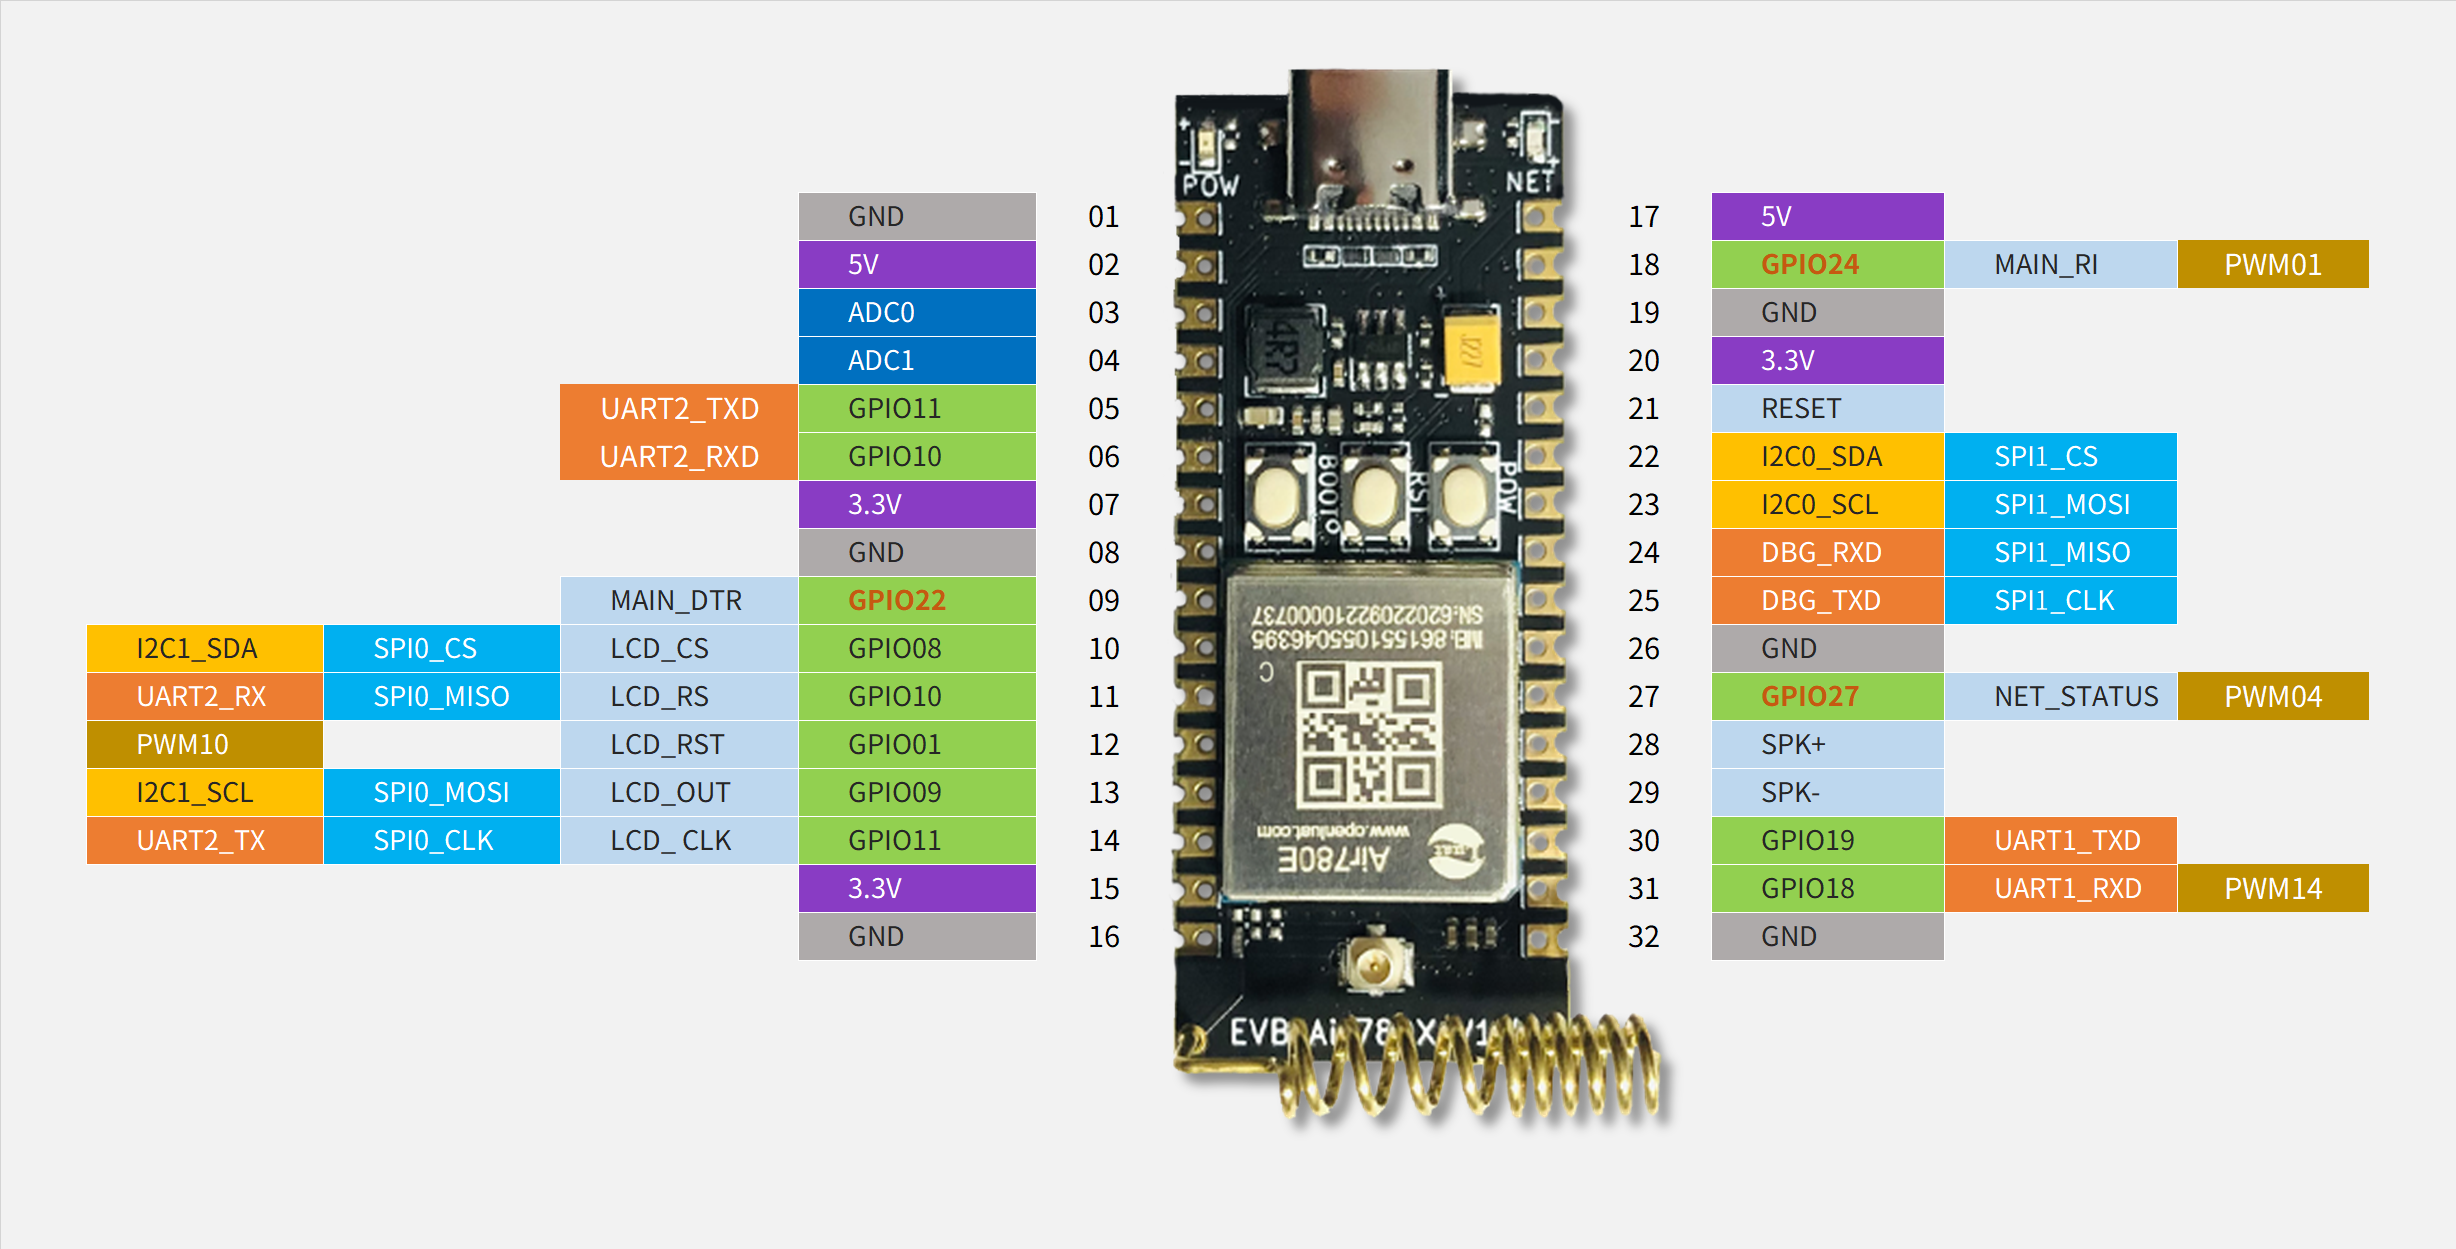 POW
NET
GND 01
5V 02
ADC0 03
ADC1 04
UART2_TXD GPIO11 05
UART2_RXD GPIO10 06
3.3V 07
GND 08
MAIN_DTR GPIO22 09
I2C1_SDA SPI0_CS LCD_CS GPIO08 10
UART2_RX SPI0_MISO LCD_RS GPIO10 11
PWM10 LCD_RST GPIO01 12
I2C1_SCL SPI0_MOSI LCD_OUT GPIO09 13
UART2_TX SPI0_CLK LCD_ CLK GPIO11 14
3.3V 15
GND 16
17 5V
18 GPIO24 MAIN_RI PWM01
19 GND
20 3.3V
21 RESET
22 I2C0_SDA SPI1_CS
23 I2C0_SCL SPI1_MOSI
24 DBG_RXD SPI1_MISO
25 DBG_TXD SPI1_CLK
26 GND
27 GPIO27 NET_STATUS PWM04
28 SPK+
29 SPK-
30 GPIO19 UART1_TXD
31 GPIO18 UART1_RXD PWM14
32 GND
4R7
J227
BOOT
RST
POW
Air780E
www.openluat.com
C
EVB